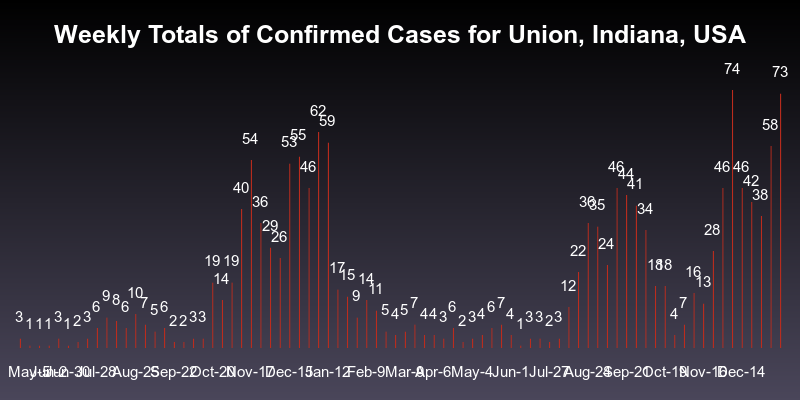 Weekly Totals of Confirmed Cases for Union, Indiana, USA
3 1 1 1 3 1 2 3 6 9 8 6 10 7 5 6 2 2 3 3 19 14 19 40 54 36 29 26 53 55 46 62 59 17 15 9 14 11 5 4 5 7 4 4 3 6 2 3 4 6 7 4 1 3 3 2 3 12 22 36 35 24 46 44 41 34 18 18 4 7 16 13 28 46 74 46 42 38 58 73
May-5 Jun-2 Jun-30 Jul-28 Aug-25 Sep-22 Oct-20 Nov-17 Dec-15 Jan-12 Feb-9 Mar-9 Apr-6 May-4 Jun-1 Jul-27 Aug-24 Sep-21 Oct-19 Nov-16 Dec-14